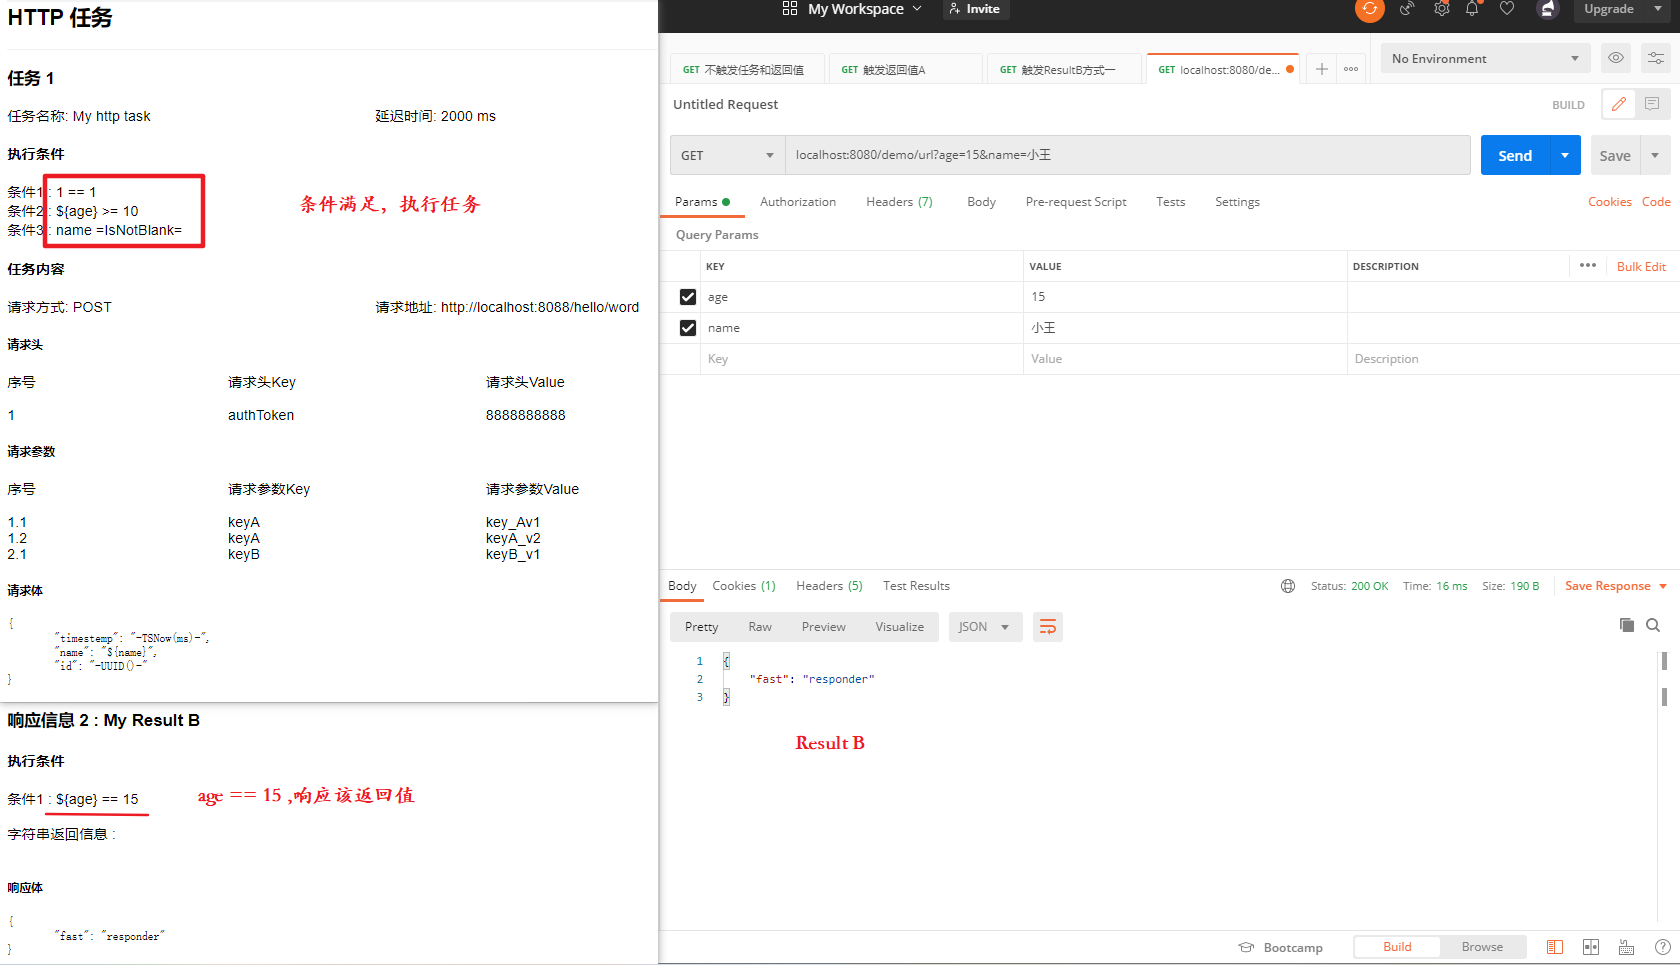 HTTP 任务
任务 1
任务名称: My http task
延迟时间: 2000 ms
执行条件
条件1 : 1 == 1
条件2 : ${age} >= 10
条件3 : name =IsNotBlank=
条件满足，执行任务
任务内容
请求方式: POST
请求地址: http://localhost:8088/hello/word
请求头
序号 请求头Key 请求头Value
1 authToken 8888888888
请求参数
序号 请求参数Key 请求参数Value
1.1 keyA key_Av1
1.2 keyA keyA_v2
2.1 keyB keyB_v1
请求体
{
"timestemp": "-TSNow(ms)-",
"name": "${name}",
"id": "-UUID()-"
}
响应信息 2 : My Result B
执行条件
条件1 : ${age} == 15
age == 15 ,响应该返回值
字符串返回信息 :
响应体
{
"fast": "responder"
}
My Workspace
Invite
Upgrade
GET 不触发任务和返回值
GET 触发返回值A
GET 触发ResultB方式一
GET localhost:8080/de...
No Environment
Untitled Request
BUILD
GET
localhost:8080/demo/url?age=15&name=小王
Send
Save
Params
Authorization
Headers (7)
Body
Pre-request Script
Tests
Settings
Cookies Code
Query Params
KEY VALUE DESCRIPTION
Bulk Edit
age 15
name 小王
Key Value Description
Body
Cookies (1)
Headers (5)
Test Results
Status: 200 OK
Time: 16 ms
Size: 190 B
Save Response
Pretty Raw Preview Visualize
JSON
1 {
2 "fast": "responder"
3 }
Result B
Bootcamp
Build
Browse